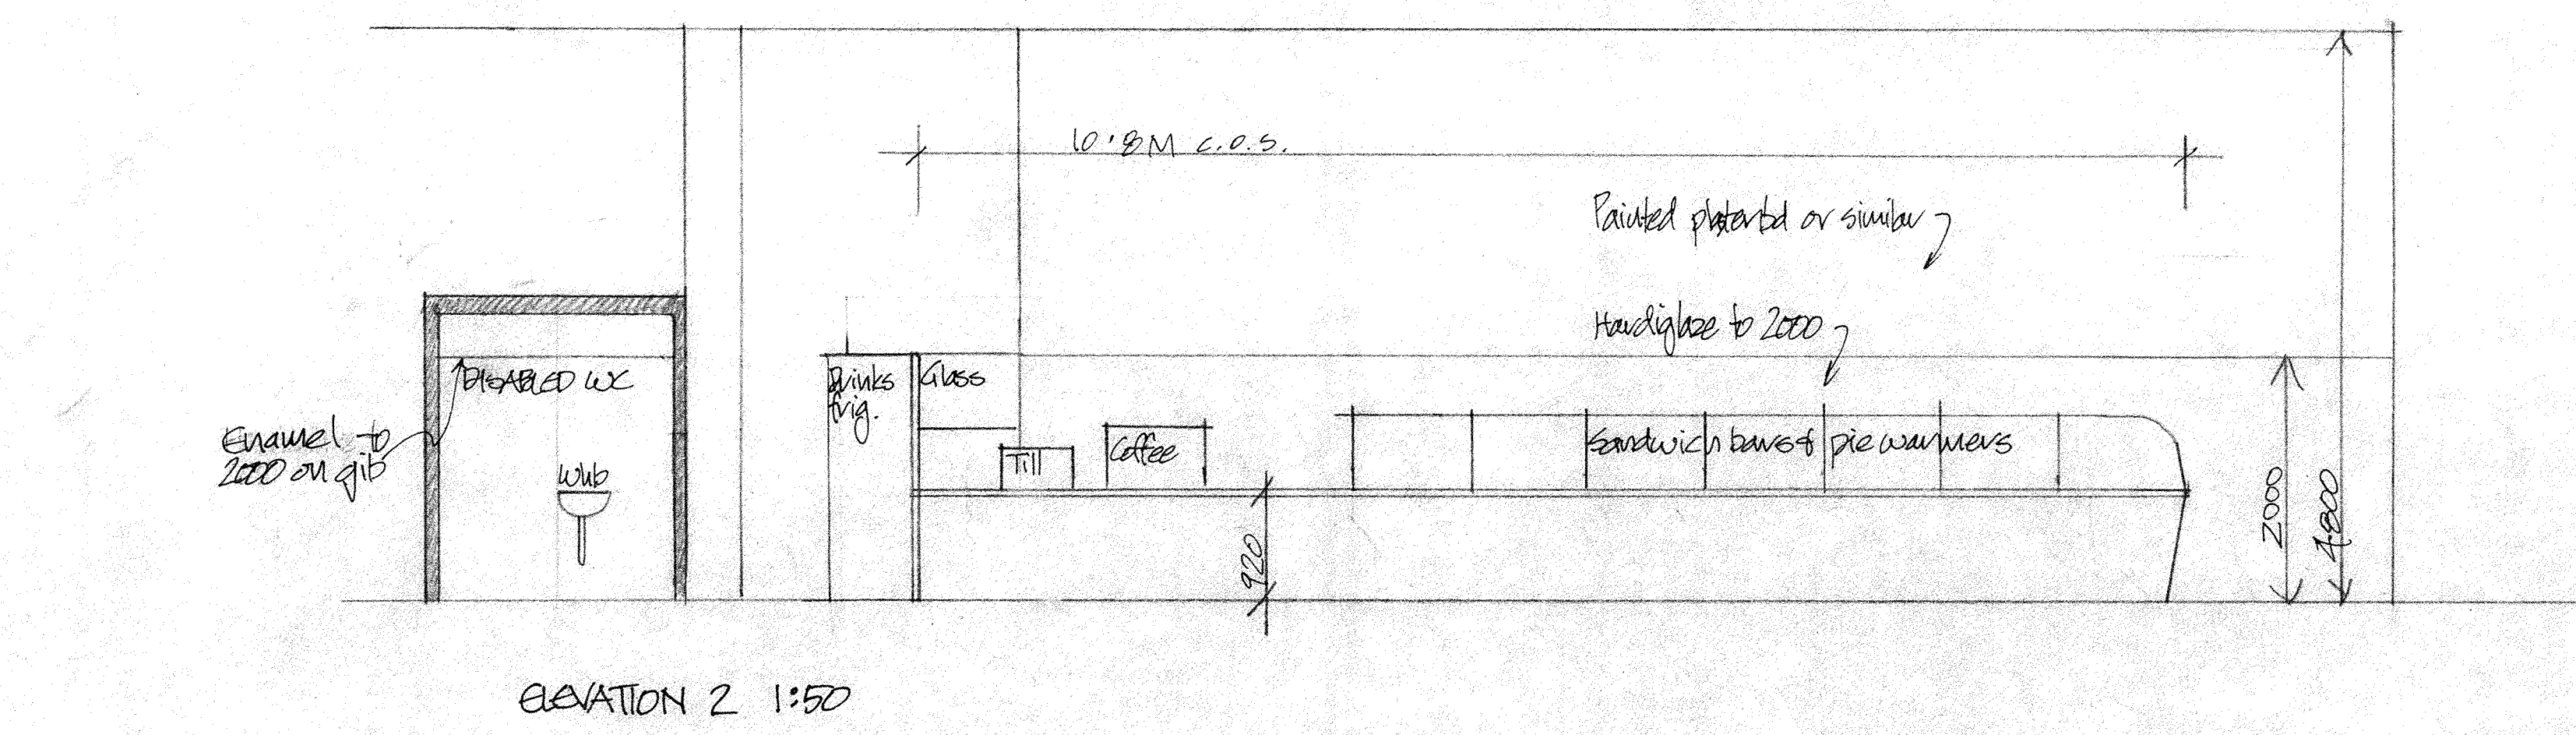 10.8M c.o.s.
Painted plasterbd or similar
Hardiglaze to 2000
DISABLED WC
Drinks
frig.
Glass
Enamel to
2000 on gib
Till
Coffee
Sandwich bars & pie warmers
whb
920
2000
4800
ELEVATION 2 1:50